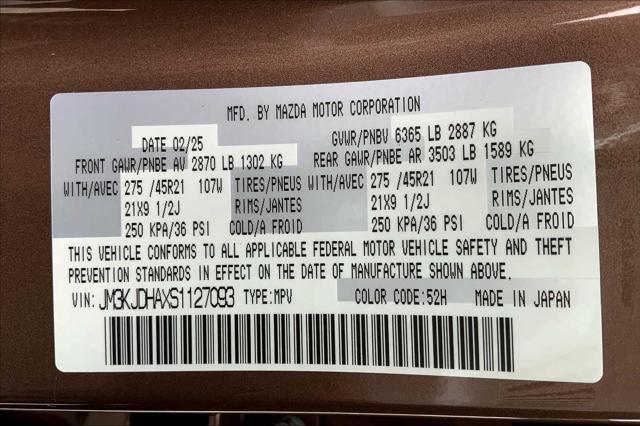 MFD. BY MAZDA MOTOR CORPORATION
DATE 02/25 GVWR/PNBV 6365 LB 2887 KG
FRONT GAWR/PNBE AV 2870 LB 1302 KG REAR GAWR/PNBE AR 3503 LB 1589 KG
WITH/AVEC 275 /45R21 107W TIRES/PNEUS WITH/AVEC 275 /45R21 107W TIRES/PNEUS
21X9 1/2J RIMS/JANTES 21X9 1/2J RIMS/JANTES
250 KPA/36 PSI COLD/A FROID 250 KPA/36 PSI COLD/A FROID
THIS VEHICLE CONFORMS TO ALL APPLICABLE FEDERAL MOTOR VEHICLE SAFETY AND THEFT
PREVENTION STANDARDS IN EFFECT ON THE DATE OF MANUFACTURE SHOWN ABOVE.
VIN: JM3KJDHAXS1127093 TYPE:MPV COLOR CODE:52H MADE IN JAPAN